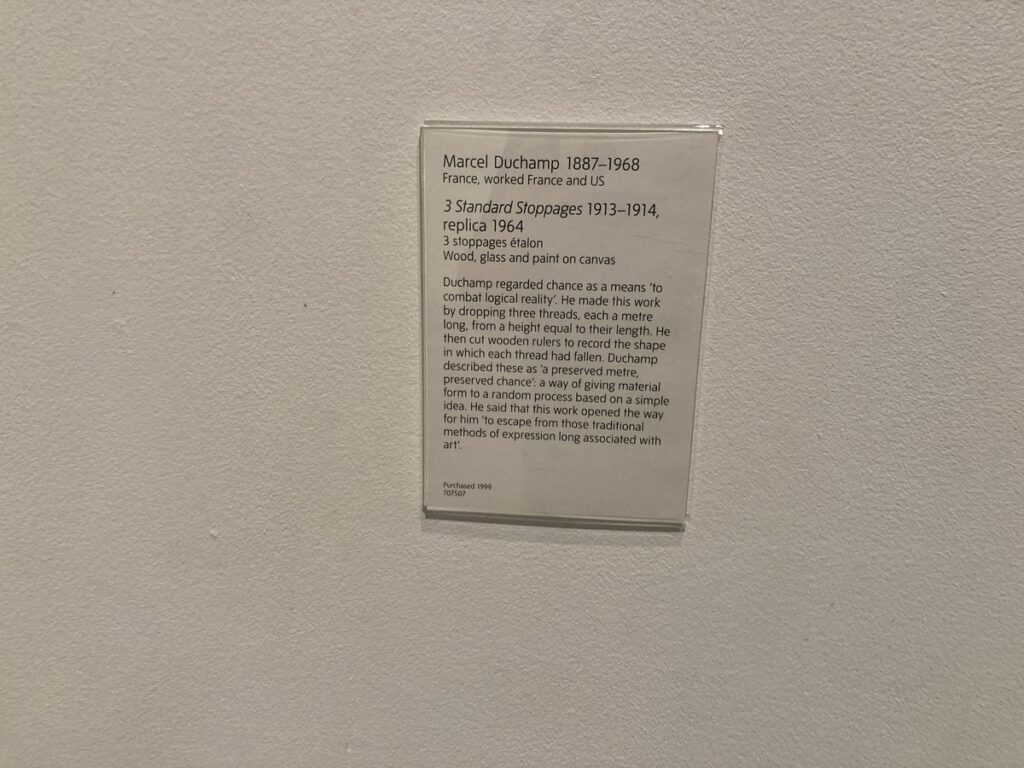 Marcel Duchamp 1887–1968
France, worked France and US
3 Standard Stoppages 1913–1914,
replica 1964
3 stoppages étalon
Wood, glass and paint on canvas
Duchamp regarded chance as a means ‘to
combat logical reality’. He made this work
by dropping three threads, each a metre
long, from a height equal to their length. He
then cut wooden rulers to record the shape
in which each thread had fallen. Duchamp
described these as ‘a preserved metre,
preserved chance’: a way of giving material
form to a random process based on a simple
idea. He said that this work opened the way
for him ‘to escape from those traditional
methods of expression long associated with
art’.
Purchased 1999
T07507